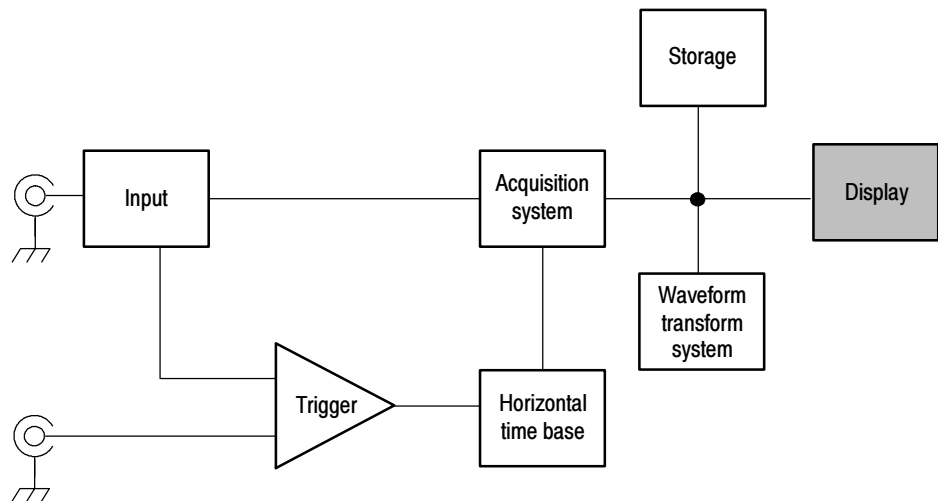 Storage
Input
Acquisition
system
Display
Waveform
transform
system
Trigger
Horizontal
time base